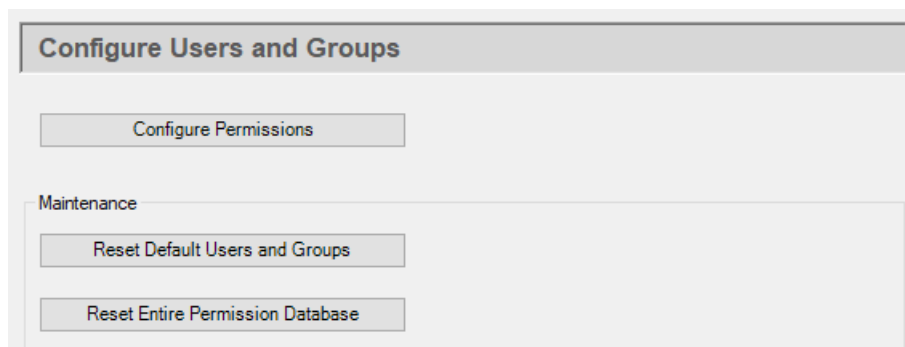 Configure Users and Groups
Configure Permissions
Maintenance
Reset Default Users and Groups
Reset Entire Permission Database